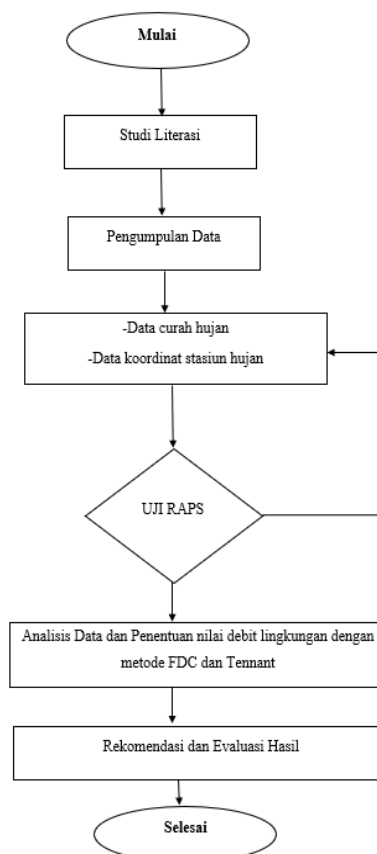 Mulai
Studi Literasi
Pengumpulan Data
-Data curah hujan
-Data koordinat stasiun hujan
UJI RAPS
Analisis Data dan Penentuan nilai debit lingkungan dengan
metode FDC dan Tennant
Rekomendasi dan Evaluasi Hasil
Selesai